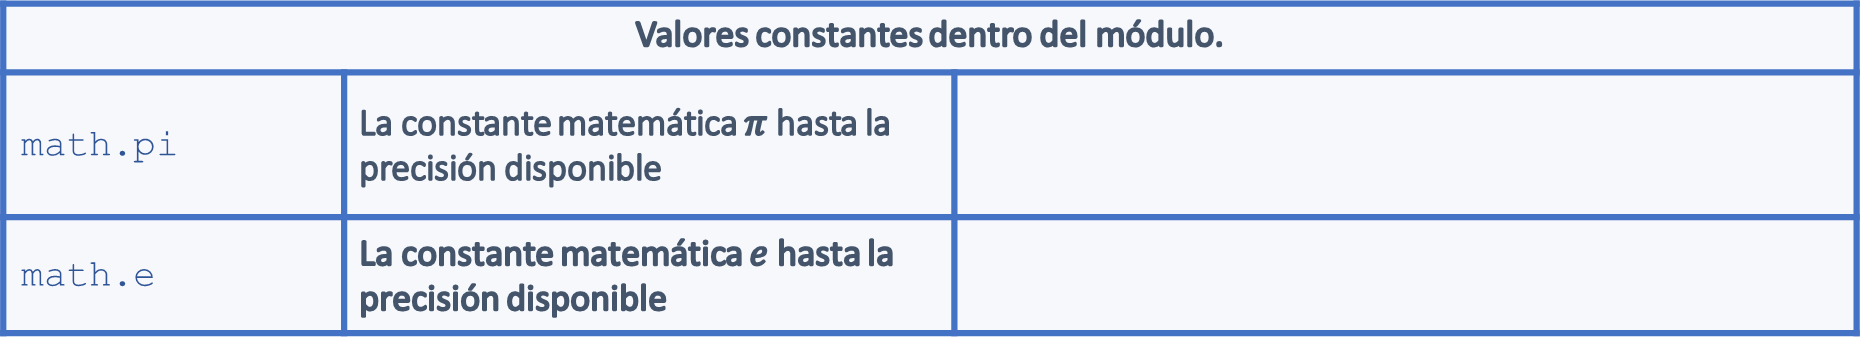 Valores constantes dentro del módulo.
math.pi
La constante matemática π hasta la
precisión disponible
math.e
La constante matemática e hasta la
precisión disponible